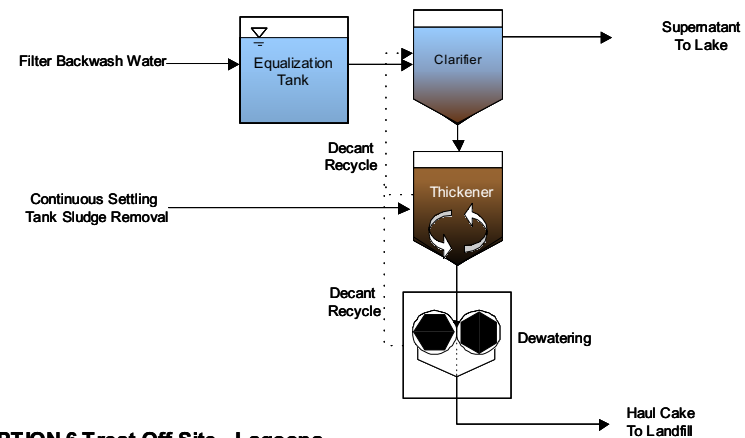 Supernatant
To Lake
Filter Backwash Water
Equalization
Tank
Clarifier
Decant
Recycle
Thickener
Continuous Settling
Tank Sludge Removal
Decant
Recycle
Dewatering
Haul Cake
To Landfill